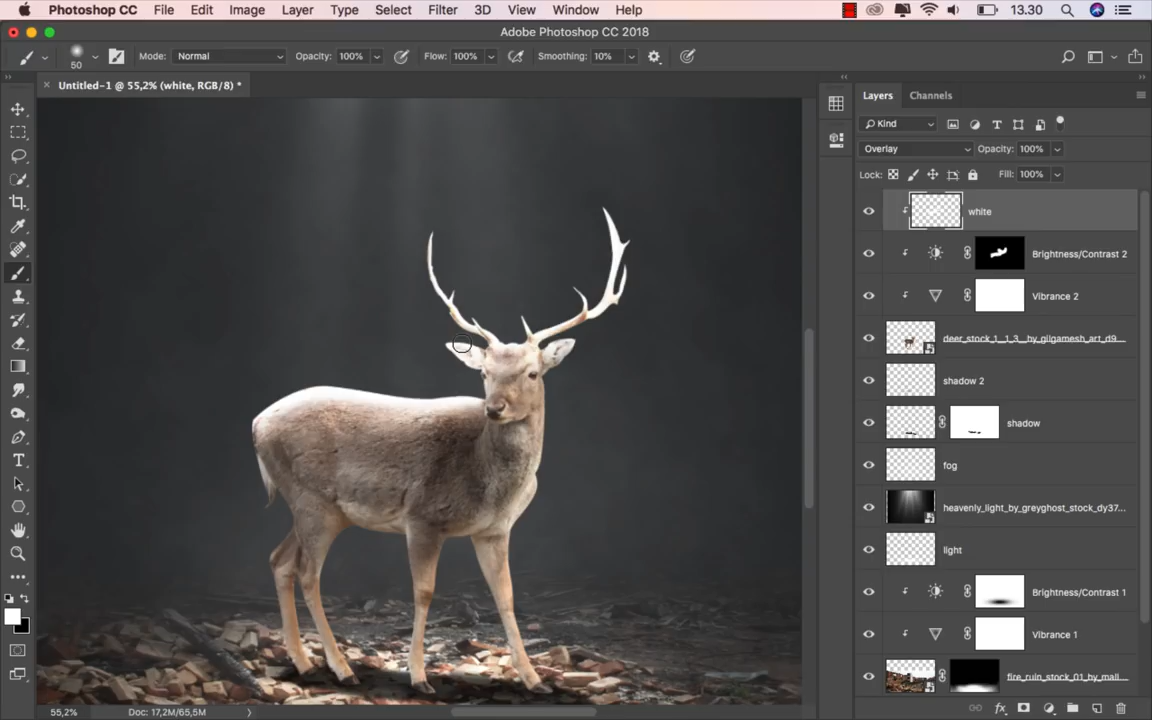 Photoshop CC File Edit Image Layer Type Select Filter 3D View Window Help 13.30
Adobe Photoshop CC 2018
50 Mode: Normal Opacity: 100% Flow: 100% Smoothing: 10%
Untitled-1 @ 55,2% (white, RGB/8) *
Layers Channels
Kind
Overlay Opacity: 100%
Lock: Fill: 100%
white
Brightness/Contrast 2
Vibrance 2
deer_stock_1__1_3__by_gilgamesh_art_d9...
shadow 2
shadow
fog
heavenly_light_by_greyghost_stock_dy37...
light
Brightness/Contrast 1
Vibrance 1
fire_ruin_stock_01_by_mali...
55,2% Doc: 17,2M/65,5M